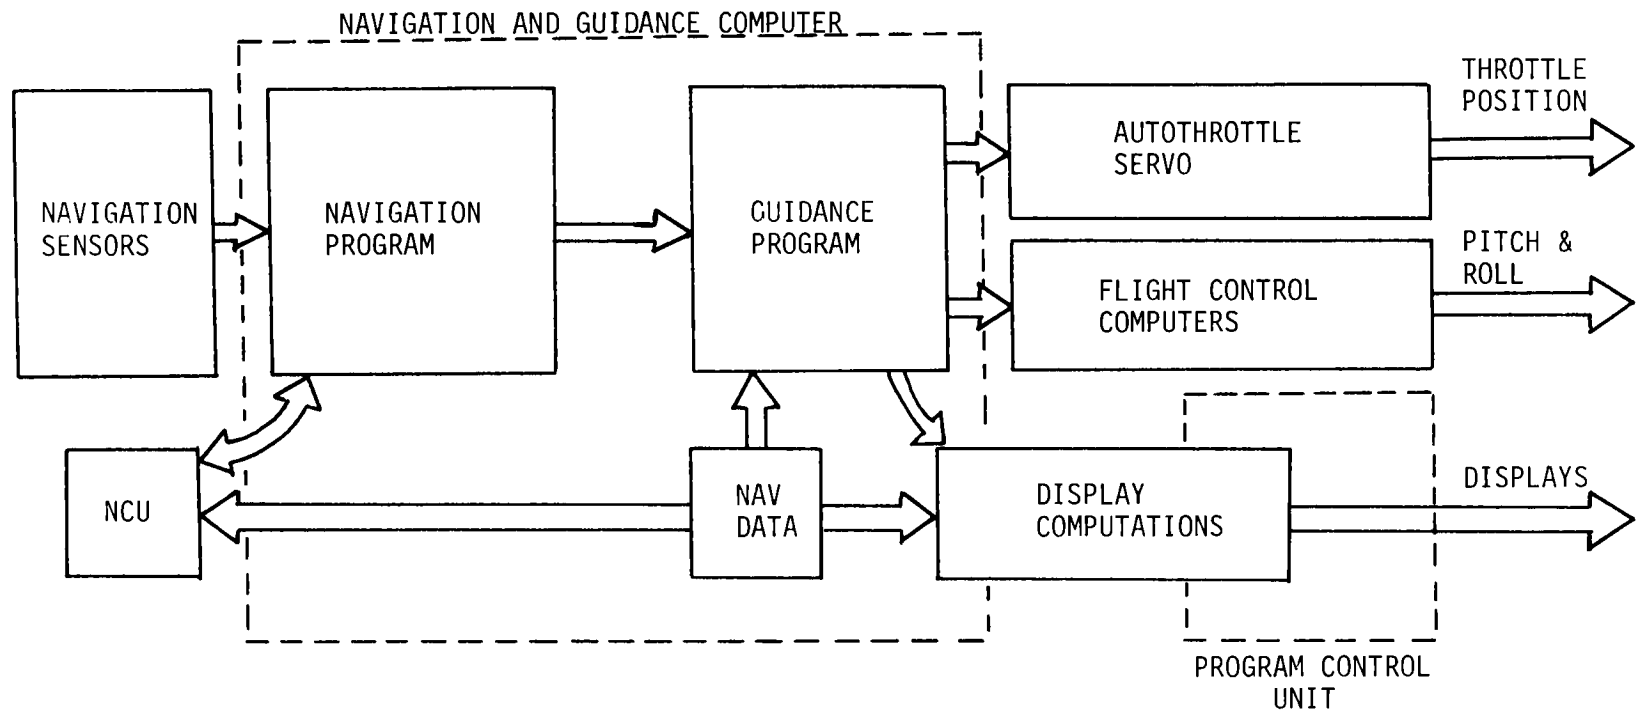 NAVIGATION AND GUIDANCE COMPUTER
THROTTLE
POSITION
AUTOTHROTTLE
SERVO
NAVIGATION
SENSORS
NAVIGATION
PROGRAM
GUIDANCE
PROGRAM
PITCH &
ROLL
FLIGHT CONTROL
COMPUTERS
NCU
NAV
DATA
DISPLAY
COMPUTATIONS
DISPLAYS
PROGRAM CONTROL
UNIT